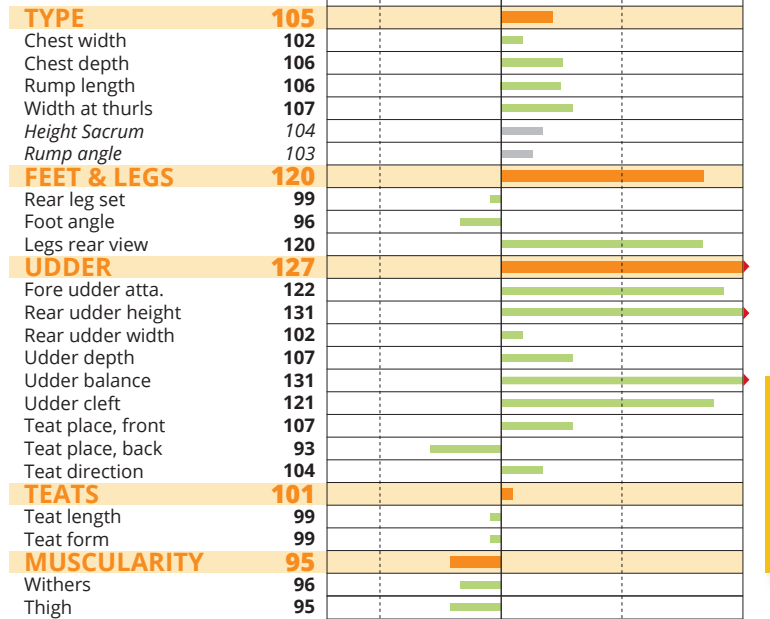 TYPE 105
Chest width 102
Chest depth 106
Rump length 106
Width at thurls 107
Height Sacrum 104
Rump angle 103
FEET & LEGS 120
Rear leg set 99
Foot angle 96
Legs rear view 120
UDDER 127
Fore udder atta. 122
Rear udder height 131
Rear udder width 102
Udder depth 107
Udder balance 131
Udder cleft 121
Teat place, front 107
Teat place, back 93
Teat direction 104
TEATS 101
Teat length 99
Teat form 99
MUSCULARITY 95
Withers 96
Thigh 95